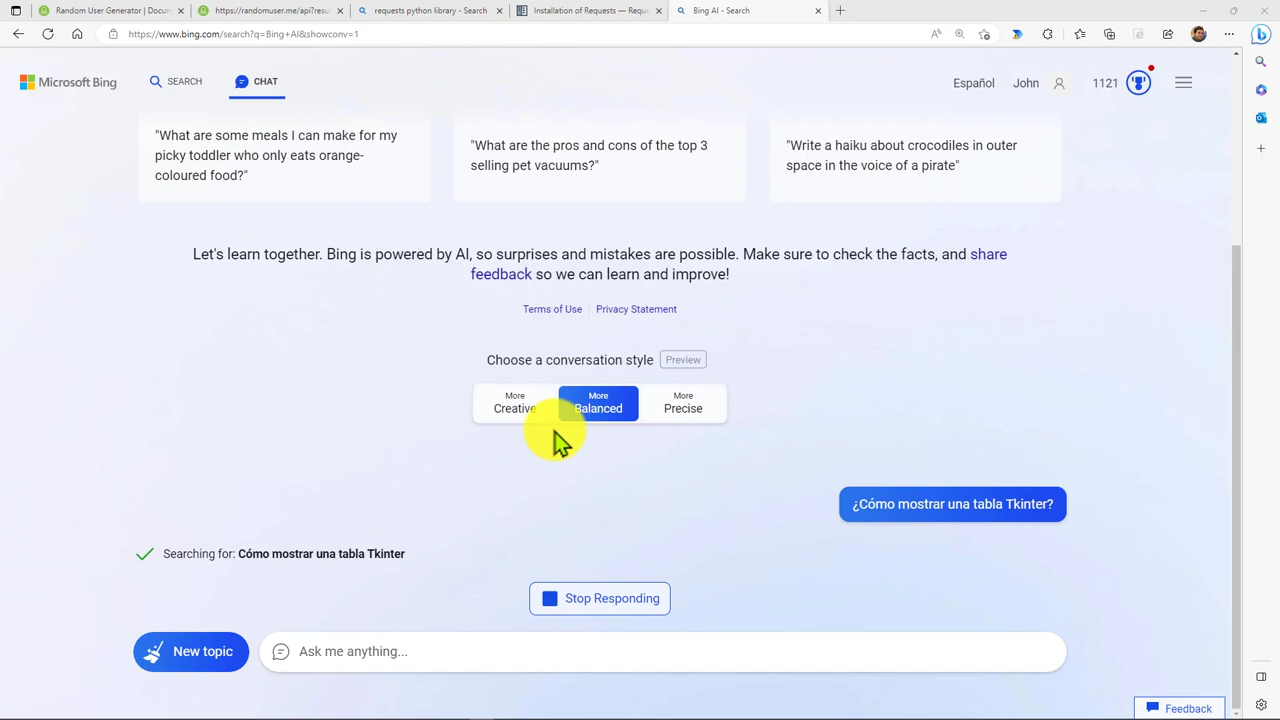 Random User Generator | Docum
https://randomuser.me/api?resul
requests python library - Search
Installation of Requests — Reque
Bing AI - Search
https://www.bing.com/search?q=Bing+AI&showconv=1
Microsoft Bing
SEARCH
CHAT
Español
John
1121
"What are some meals I can make for my
picky toddler who only eats orange-
coloured food?"
"What are the pros and cons of the top 3
selling pet vacuums?"
"Write a haiku about crocodiles in outer
space in the voice of a pirate"
Let's learn together. Bing is powered by AI, so surprises and mistakes are possible. Make sure to check the facts, and share
feedback so we can learn and improve!
Terms of Use
Privacy Statement
Choose a conversation style
Preview
More
Creative
More
Balanced
More
Precise
¿Cómo mostrar una tabla Tkinter?
Searching for: Cómo mostrar una tabla Tkinter
Stop Responding
New topic
Ask me anything...
Feedback